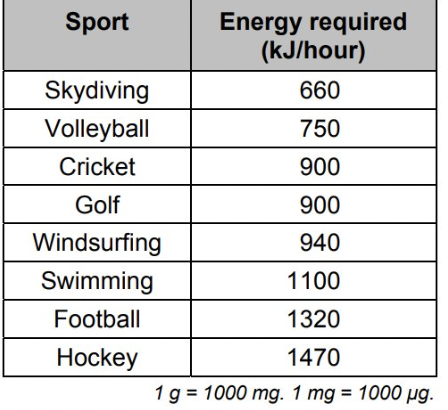 Sport Energy required
(kJ/hour)
Skydiving 660
Volleyball 750
Cricket 900
Golf 900
Windsurfing 940
Swimming 1100
Football 1320
Hockey 1470
1 g = 1000 mg. 1 mg = 1000 µg.